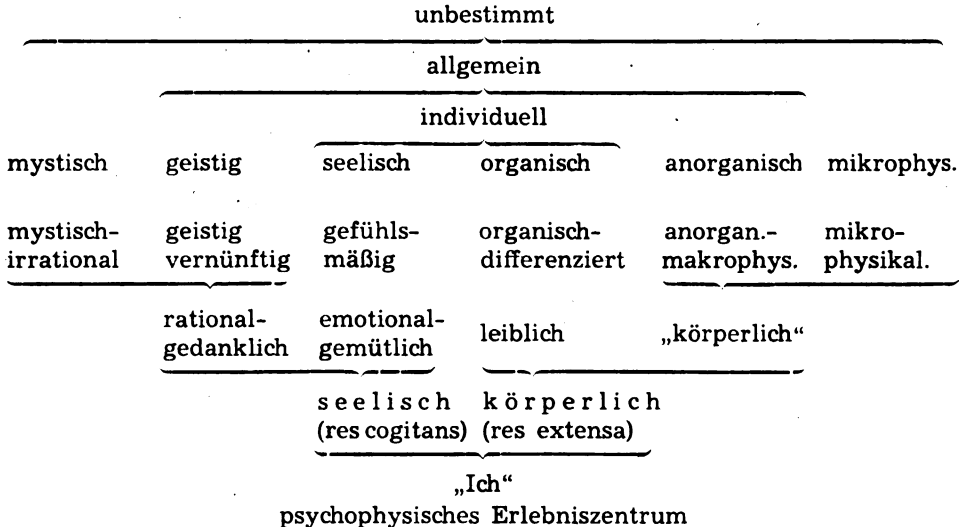 unbestimmt
allgemein
individuell
mystisch geistig seelisch organisch anorganisch mikrophys.
mystisch- geistig gefühls- organisch- anorgan.- mikro-
irrational vernünftig mäßig differenziert makrophys. physikal.
rational- emotional-
gedanklich gemütlich leiblich „körperlich“
seelisch körperlich
(res cogitans) (res extensa)
„Ich“
psychophysisches Erlebniszentrum